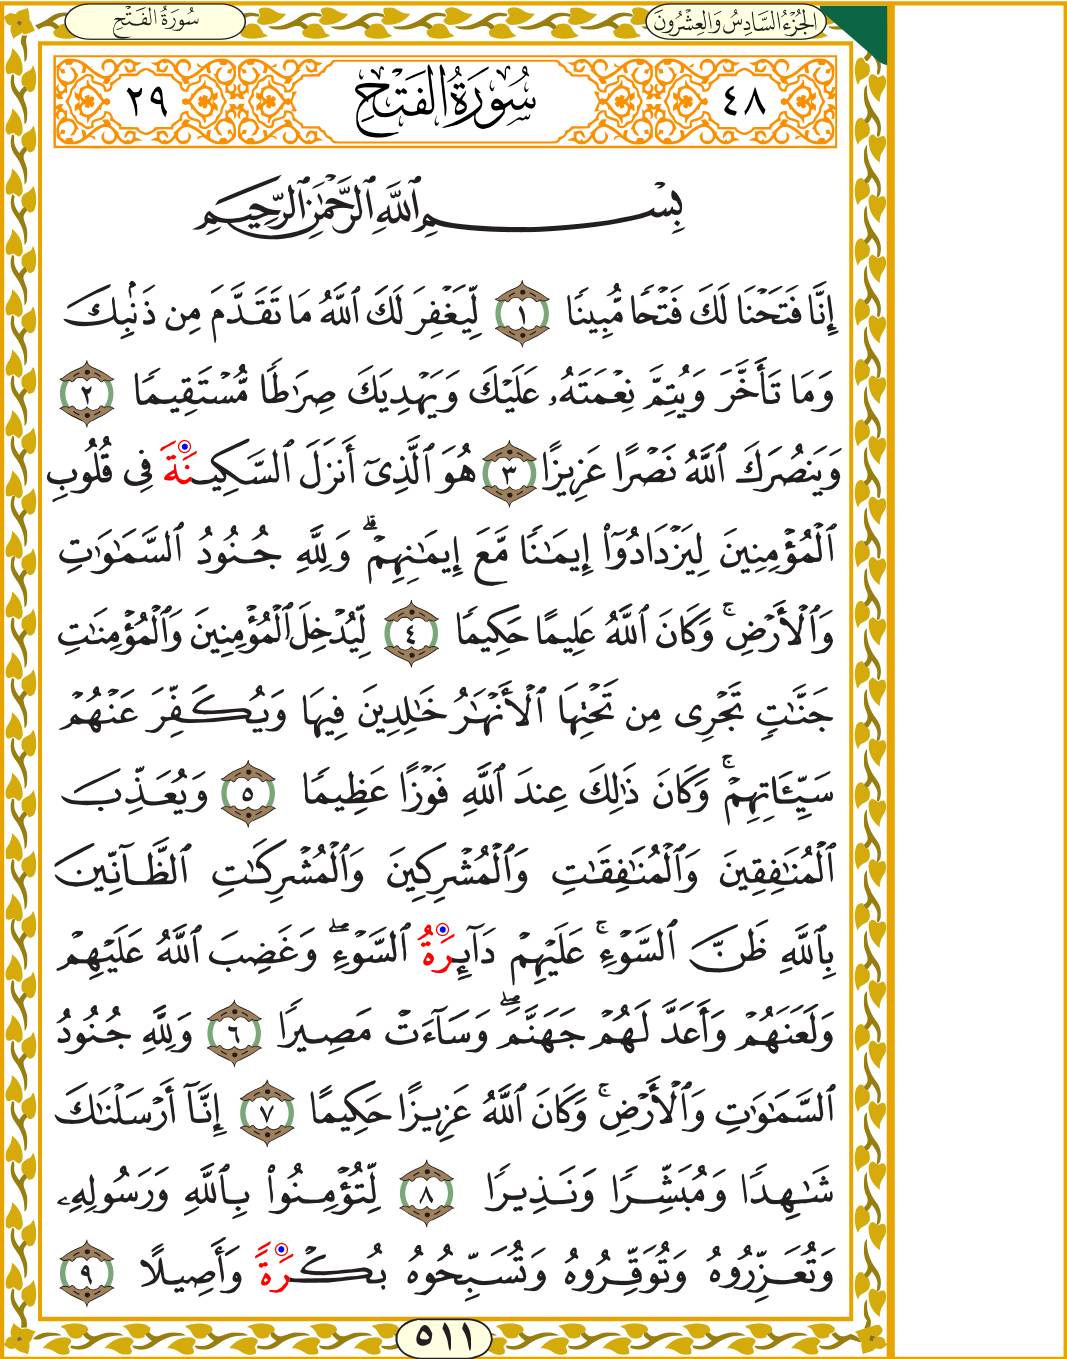 الجُزْءُ السَّادِسُ وَالعِشْرُونَ سُورَةُ الفَتْحِ
٤٨ سُورَةُ الفَتْحِ ٢٩
بِسْمِ ٱللَّهِ ٱلرَّحْمَٰنِ ٱلرَّحِيمِ
إِنَّا فَتَحْنَا لَكَ فَتْحًا مُّبِينًا ١ لِّيَغْفِرَ لَكَ ٱللَّهُ مَا تَقَدَّمَ مِن ذَنۢبِكَ
وَمَا تَأَخَّرَ وَيُتِمَّ نِعْمَتَهُۥ عَلَيْكَ وَيَهْدِيَكَ صِرَٰطًا مُّسْتَقِيمًا ٢
وَيَنصُرَكَ ٱللَّهُ نَصْرًا عَزِيزًا ٣ هُوَ ٱلَّذِىٓ أَنزَلَ ٱلسَّكِينَةَ فِى قُلُوبِ
ٱلْمُؤْمِنِينَ لِيَزْدَادُوٓا۟ إِيمَٰنًا مَّعَ إِيمَٰنِهِمْ ۗ وَلِلَّهِ جُنُودُ ٱلسَّمَٰوَٰتِ
وَٱلْأَرْضِ ۚ وَكَانَ ٱللَّهُ عَلِيمًا حَكِيمًا ٤ لِّيُدْخِلَ ٱلْمُؤْمِنِينَ وَٱلْمُؤْمِنَٰتِ
جَنَّٰتٍ تَجْرِى مِن تَحْتِهَا ٱلْأَنْهَٰرُ خَٰلِدِينَ فِيهَا وَيُكَفِّرَ عَنْهُمْ
سَيِّـَٔاتِهِمْ ۚ وَكَانَ ذَٰلِكَ عِندَ ٱللَّهِ فَوْزًا عَظِيمًا ٥ وَيُعَذِّبَ
ٱلْمُنَٰفِقِينَ وَٱلْمُنَٰفِقَٰتِ وَٱلْمُشْرِكِينَ وَٱلْمُشْرِكَٰتِ ٱلظَّآنِّينَ
بِٱللَّهِ ظَنَّ ٱلسَّوْءِ ۚ عَلَيْهِمْ دَآئِرَةُ ٱلسَّوْءِ ۖ وَغَضِبَ ٱللَّهُ عَلَيْهِمْ
وَلَعَنَهُمْ وَأَعَدَّ لَهُمْ جَهَنَّمَ ۖ وَسَآءَتْ مَصِيرًا ٦ وَلِلَّهِ جُنُودُ
ٱلسَّمَٰوَٰتِ وَٱلْأَرْضِ ۚ وَكَانَ ٱللَّهُ عَزِيزًا حَكِيمًا ٧ إِنَّآ أَرْسَلْنَٰكَ
شَٰهِدًا وَمُبَشِّرًا وَنَذِيرًا ٨ لِّتُؤْمِنُوا۟ بِٱللَّهِ وَرَسُولِهِۦ
وَتُعَزِّرُوهُ وَتُوَقِّرُوهُ وَتُسَبِّحُوهُ بُكْرَةً وَأَصِيلًا ٩
٥١١